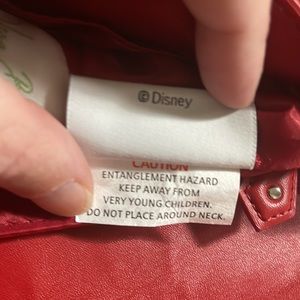 © Disney
CAUTION
ENTANGLEMENT HAZARD
KEEP AWAY FROM
VERY YOUNG CHILDREN.
DO NOT PLACE AROUND NECK.